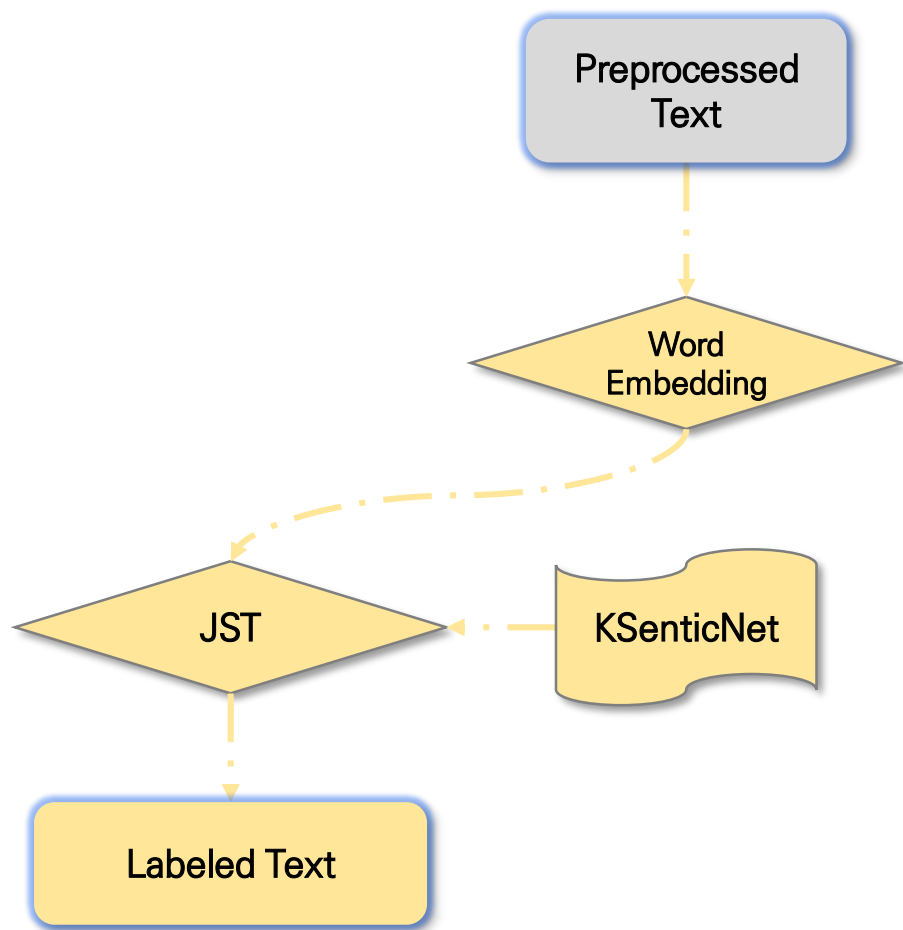 Preprocessed
Text
Word
Embedding
JST
KSenticNet
Labeled Text